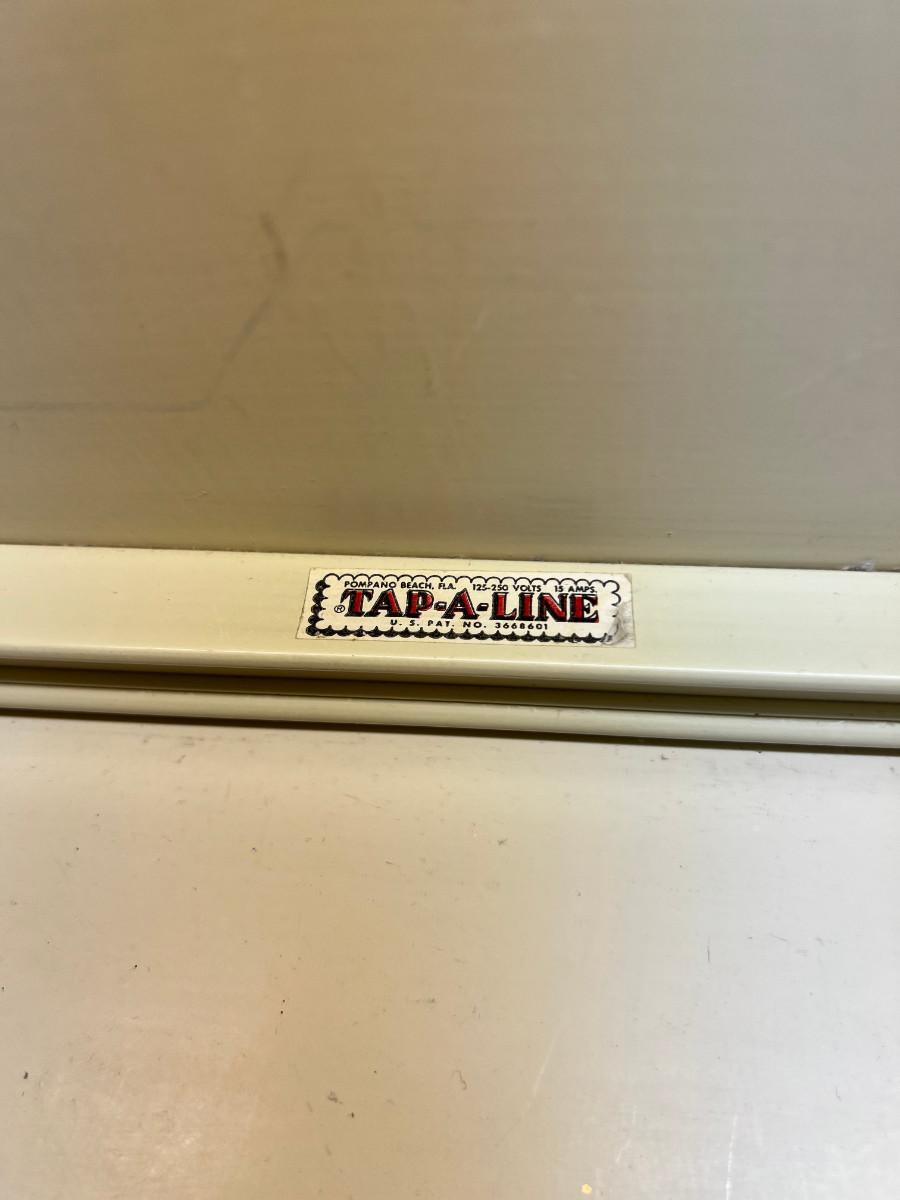 POMPANO BEACH, FLA. 125-250 VOLTS 15 AMPS.
® TAP-A-LINE
U. S. PAT. NO. 3668601